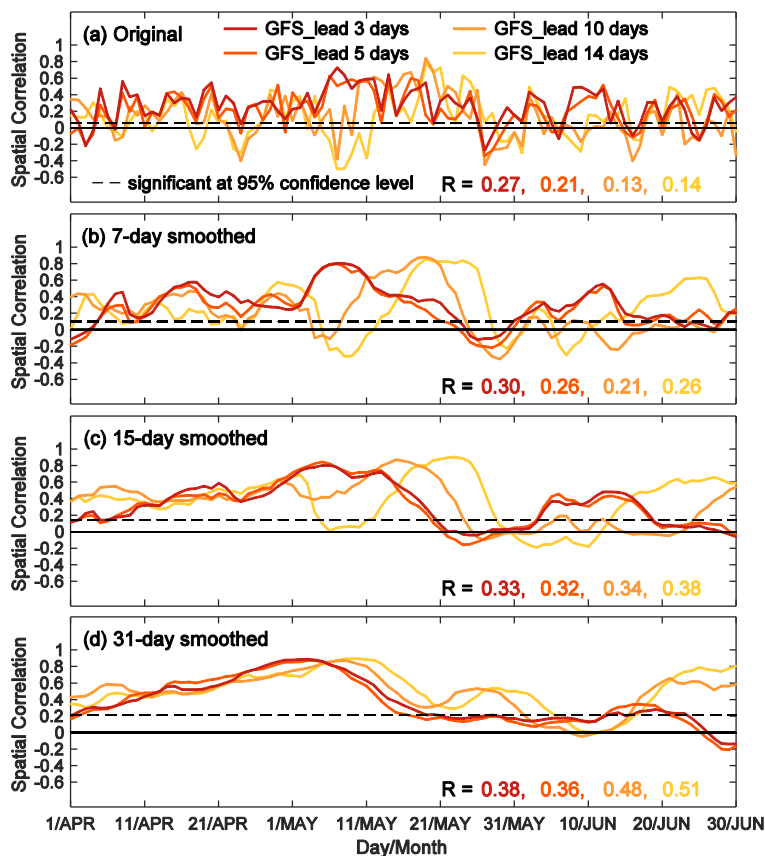 (a) Original
GFS_lead 3 days
GFS_lead 10 days
GFS_lead 5 days
GFS_lead 14 days
Spatial Correlation
1
0.8
0.6
0.4
0.2
0
-0.2
-0.4
-0.6
significant at 95% confidence level
R = 0.27, 0.21, 0.13, 0.14
(b) 7-day smoothed
Spatial Correlation
1
0.8
0.6
0.4
0.2
0
-0.2
-0.4
-0.6
R = 0.30, 0.26, 0.21, 0.26
(c) 15-day smoothed
Spatial Correlation
1
0.8
0.6
0.4
0.2
0
-0.2
-0.4
-0.6
R = 0.33, 0.32, 0.34, 0.38
(d) 31-day smoothed
Spatial Correlation
1
0.8
0.6
0.4
0.2
0
-0.2
-0.4
-0.6
R = 0.38, 0.36, 0.48, 0.51
1/APR 11/APR 21/APR 1/MAY 11/MAY 21/MAY 31/MAY 10/JUN 20/JUN 30/JUN
Day/Month